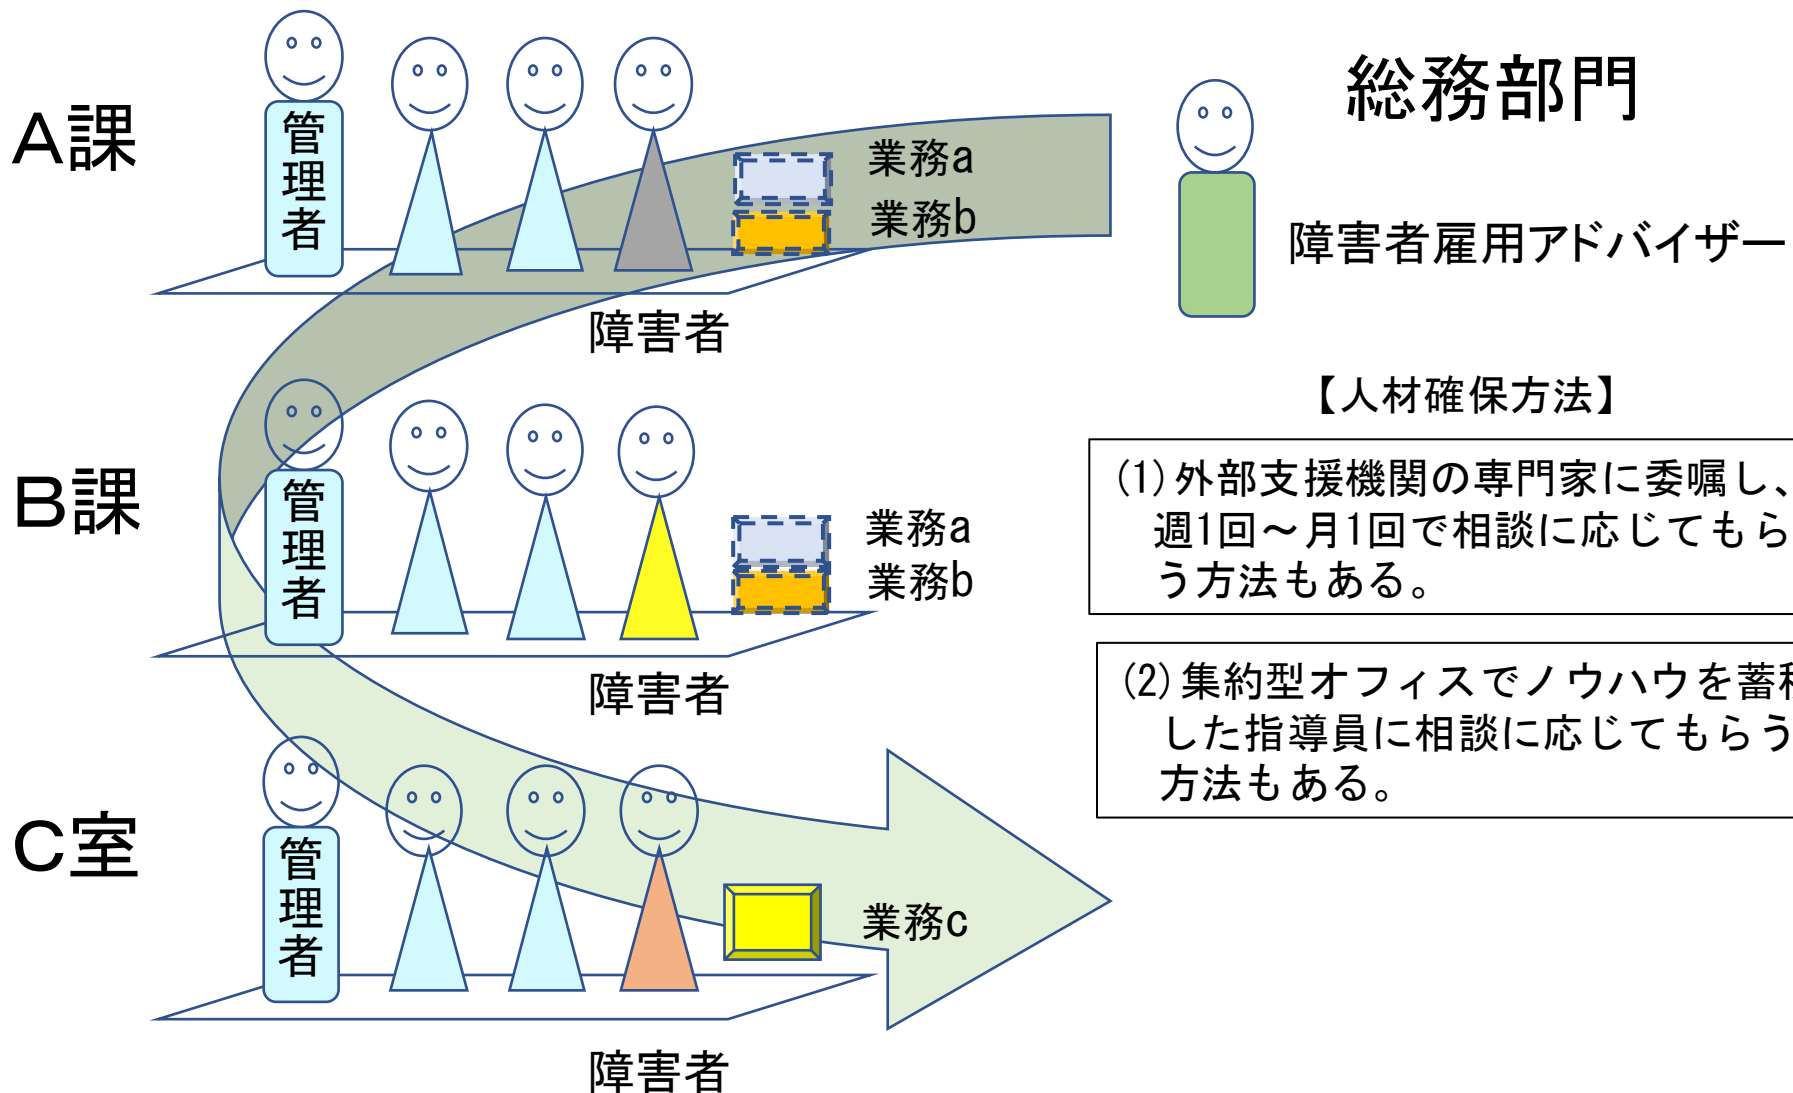 総務部門
A課
管理者
業務a
業務b
障害者雇用アドバイザー
障害者
【人材確保方法】
B課
管理者
業務a
業務b
障害者
(1)外部支援機関の専門家に委嘱し、
週1回～月1回で相談に応じてもら
う方法もある。
(2)集約型オフィスでノウハウを蓄積
した指導員に相談に応じてもらう
方法もある。
C室
管理者
業務c
障害者